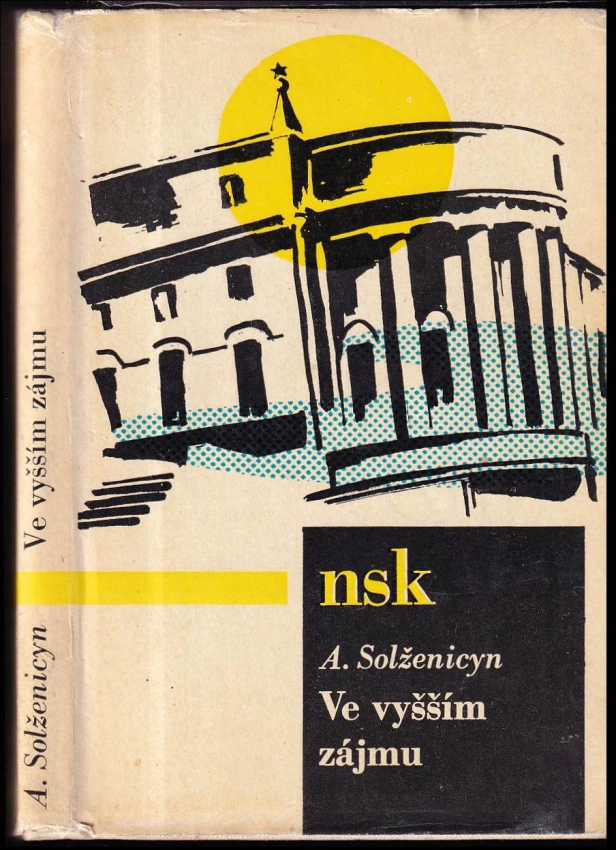 A. Solženicyn Ve vyšším zájmu
nsk
A. Solženicyn
Ve vyšším
zájmu